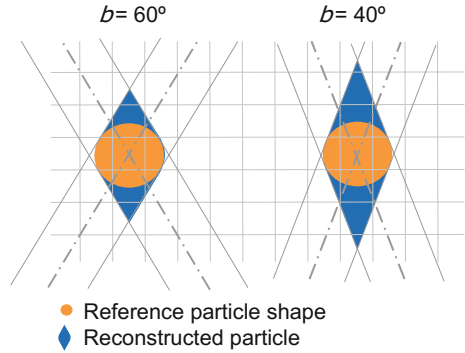 b= 60º
b= 40º
Reference particle shape
Reconstructed particle